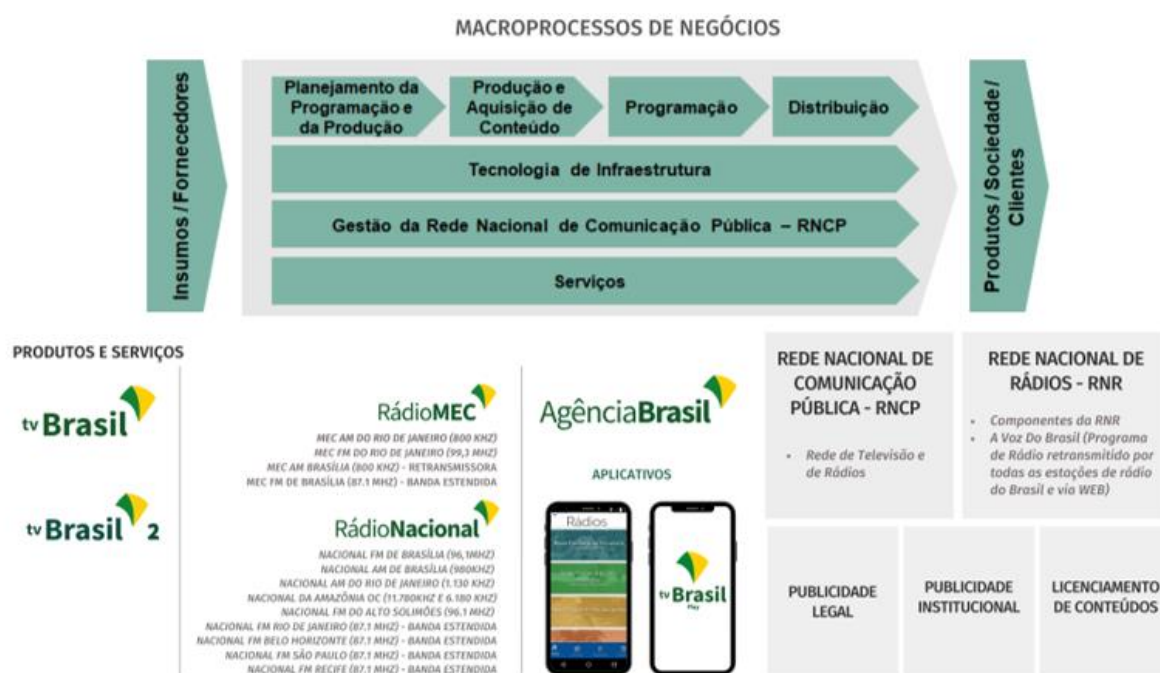 MACROPROCESSOS DE NEGÓCIOS
Insumos / Fornecedores
Planejamento da
Programação e
da Produção
Produção e
Aquisição de
Conteúdo
Programação
Distribuição
Tecnologia de Infraestrutura
Gestão da Rede Nacional de Comunicação Pública – RNCP
Serviços
Produtos / Sociedade /
Clientes
PRODUTOS E SERVIÇOS
tv Brasil
tv Brasil 2
RádioMEC
MEC AM DO RIO DE JANEIRO (800 KHZ)
MEC FM DO RIO DE JANEIRO (99,3 MHZ)
MEC AM BRASÍLIA (800 KHZ) - RETRANSMISSORA
MEC FM DE BRASÍLIA (87.1 MHZ) - BANDA ESTENDIDA
RádioNacional
NACIONAL FM DE BRASÍLIA (96,1MHZ)
NACIONAL AM DE BRASÍLIA (980KHZ)
NACIONAL AM DO RIO DE JANEIRO (1.130 KHZ)
NACIONAL DA AMAZÔNIA OC (11.780KHZ E 6.180 KHZ)
NACIONAL FM DO ALTO SOLIMÕES (96.1 MHZ)
NACIONAL FM RIO DE JANEIRO (87.1 MHZ) - BANDA ESTENDIDA
NACIONAL FM BELO HORIZONTE (87.1 MHZ) - BANDA ESTENDIDA
NACIONAL FM SÃO PAULO (87.1 MHZ) - BANDA ESTENDIDA
NACIONAL FM RECIFE (87.1 MHZ) - BANDA ESTENDIDA
AgênciaBrasil
APLICATIVOS
Rádios
tv Brasil
REDE NACIONAL DE
COMUNICAÇÃO
PÚBLICA - RNCP
• Rede de Televisão e
de Rádios
REDE NACIONAL DE
RÁDIOS - RNR
• Componentes da RNR
• A Voz Do Brasil (Programa
de Rádio retransmitido por
todas as estações de rádio
do Brasil e via WEB)
PUBLICIDADE
LEGAL
PUBLICIDADE
INSTITUCIONAL
LICENCIAMENTO
DE CONTEÚDOS